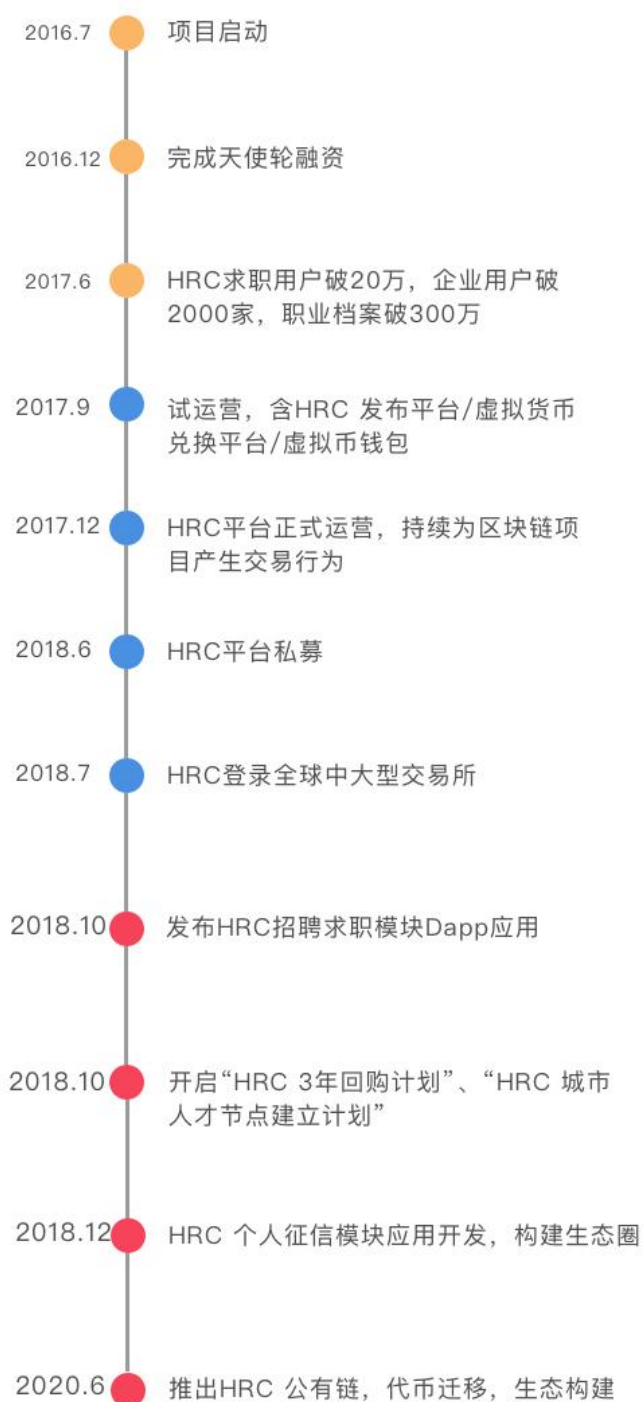 2016.7 项目启动
2016.12 完成天使轮融资
2017.6 HRC求职用户破20万，企业用户破
2000家，职业档案破300万
2017.9 试运营，含HRC 发布平台/虚拟货币
兑换平台/虚拟币钱包
2017.12 HRC平台正式运营，持续为区块链项
目产生交易行为
2018.6 HRC平台私募
2018.7 HRC登录全球中大型交易所
2018.10 发布HRC招聘求职模块Dapp应用
2018.10 开启“HRC 3年回购计划”、“HRC 城市
人才节点建立计划”
2018.12 HRC 个人征信模块应用开发，构建生态圈
2020.6 推出HRC 公有链，代币迁移，生态构建